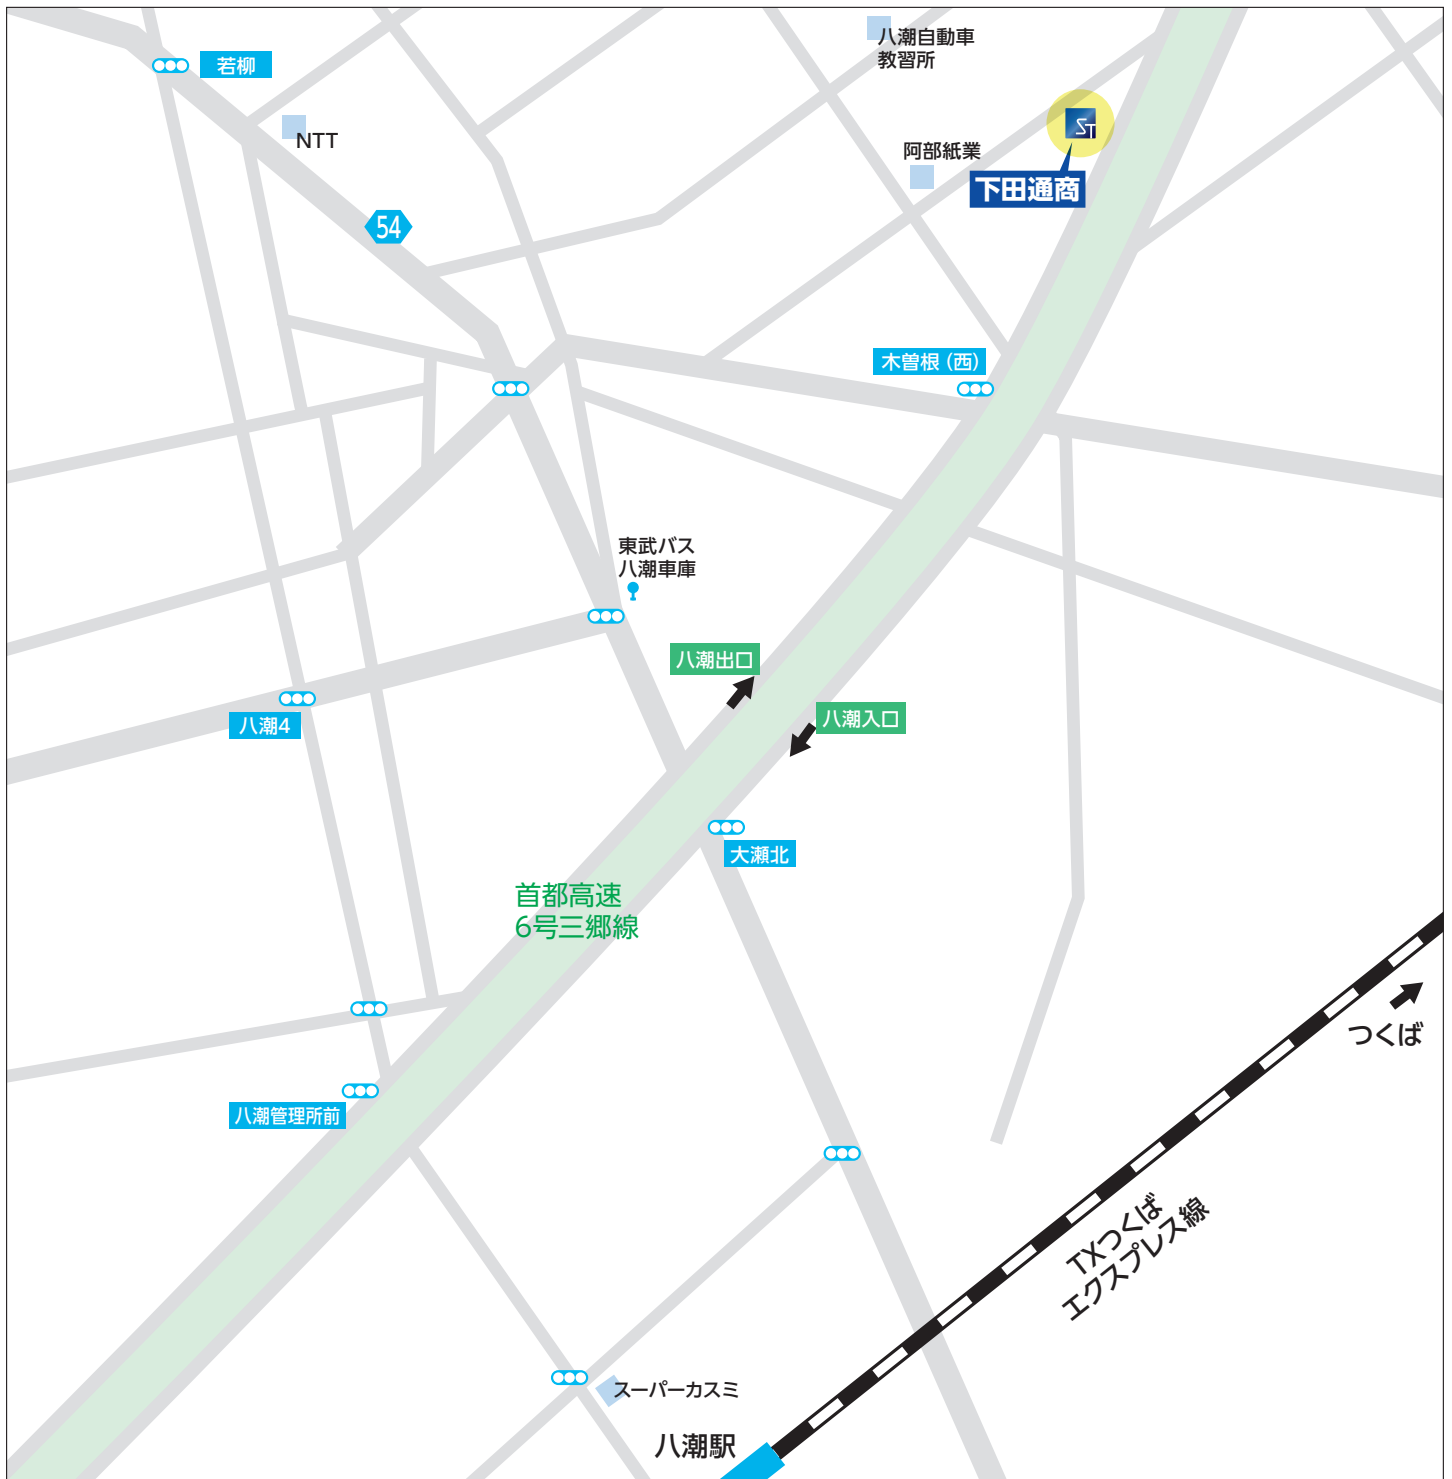 八潮自動車
教習所
若柳
NTT
ST
阿部紙業
下田通商
54
木曽根（西）
東武バス
八潮車庫
八潮出口
八潮入口
八潮4
大瀬北
首都高速
6号三郷線
つくば
八潮管理所前
TXつくば
エクスプレス線
スーパーカスミ
八潮駅